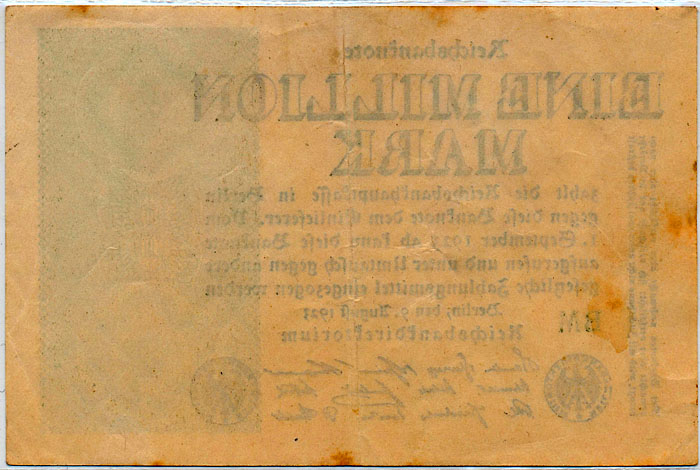 Reichsbanknote
EINE MILLION
MARK
zahlt die Reichsbankhauptkasse in Berlin
gegen diese Banknote dem Einlieferer. Vom
1. September 1923 ab kann diese Banknote
aufgerufen und unter Umtausch gegen andere
gesetzliche Zahlungsmittel eingezogen werden
Berlin, den 9. August 1923
Reichsbankdirektorium
BM